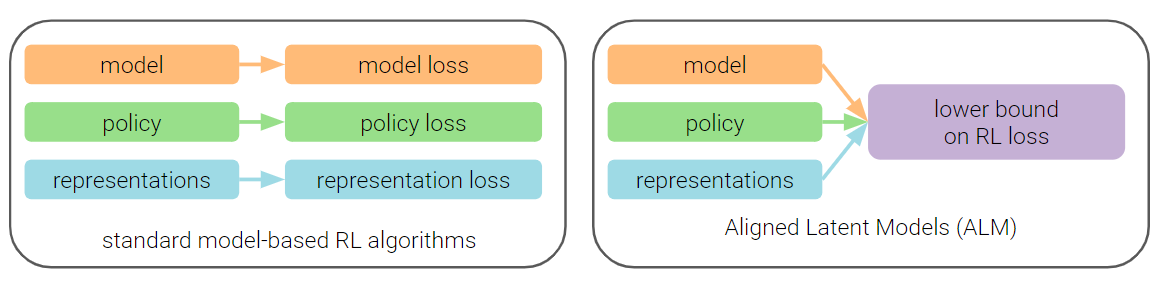 model
model loss
policy
policy loss
representations
representation loss
standard model-based RL algorithms
model
policy
representations
lower bound
on RL loss
Aligned Latent Models (ALM)